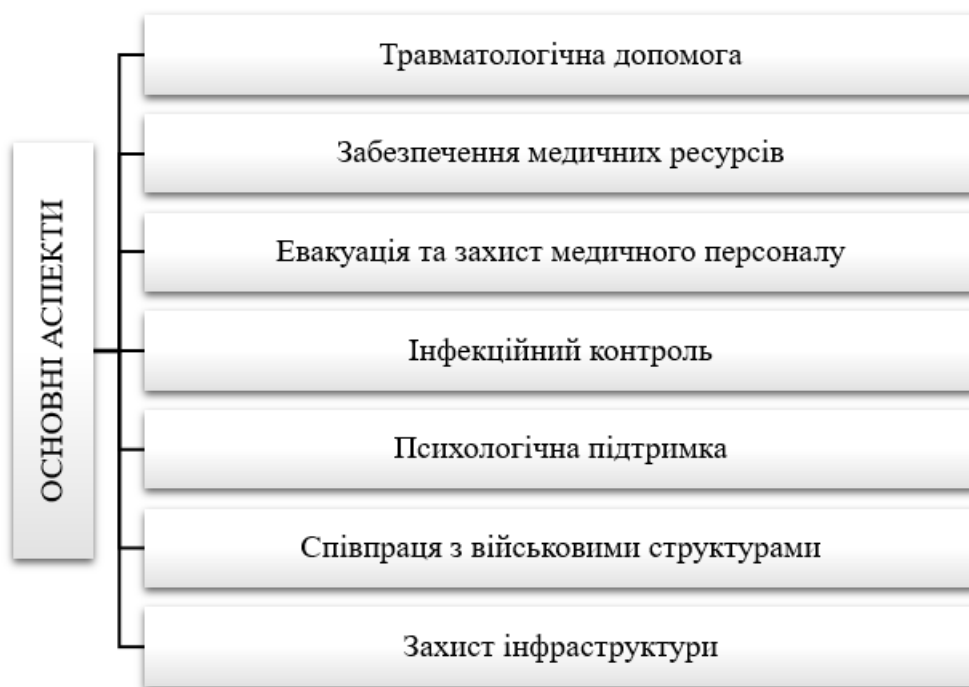 ОСНОВНІ АСПЕКТИ
Травматологічна допомога
Забезпечення медичних ресурсів
Евакуація та захист медичного персоналу
Інфекційний контроль
Психологічна підтримка
Співпраця з військовими структурами
Захист інфраструктури